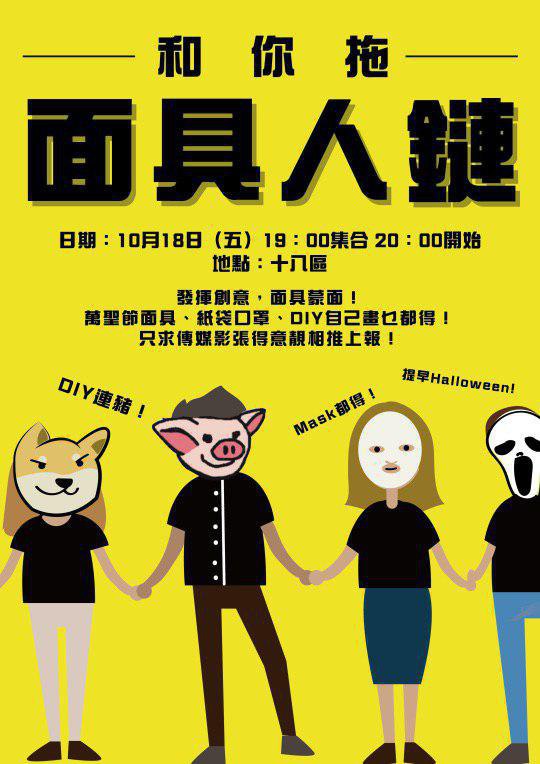 和你拖
面具人鏈
日期：10月18日（五）19：00集合 20：00開始
地點：十八區
發揮創意，面具蒙面！
萬聖節面具、紙袋口罩、DIY自己畫乜都得！
只求傳媒影張得意靚相推上報！
DIY連豬！
Mask都得！
提早Halloween!